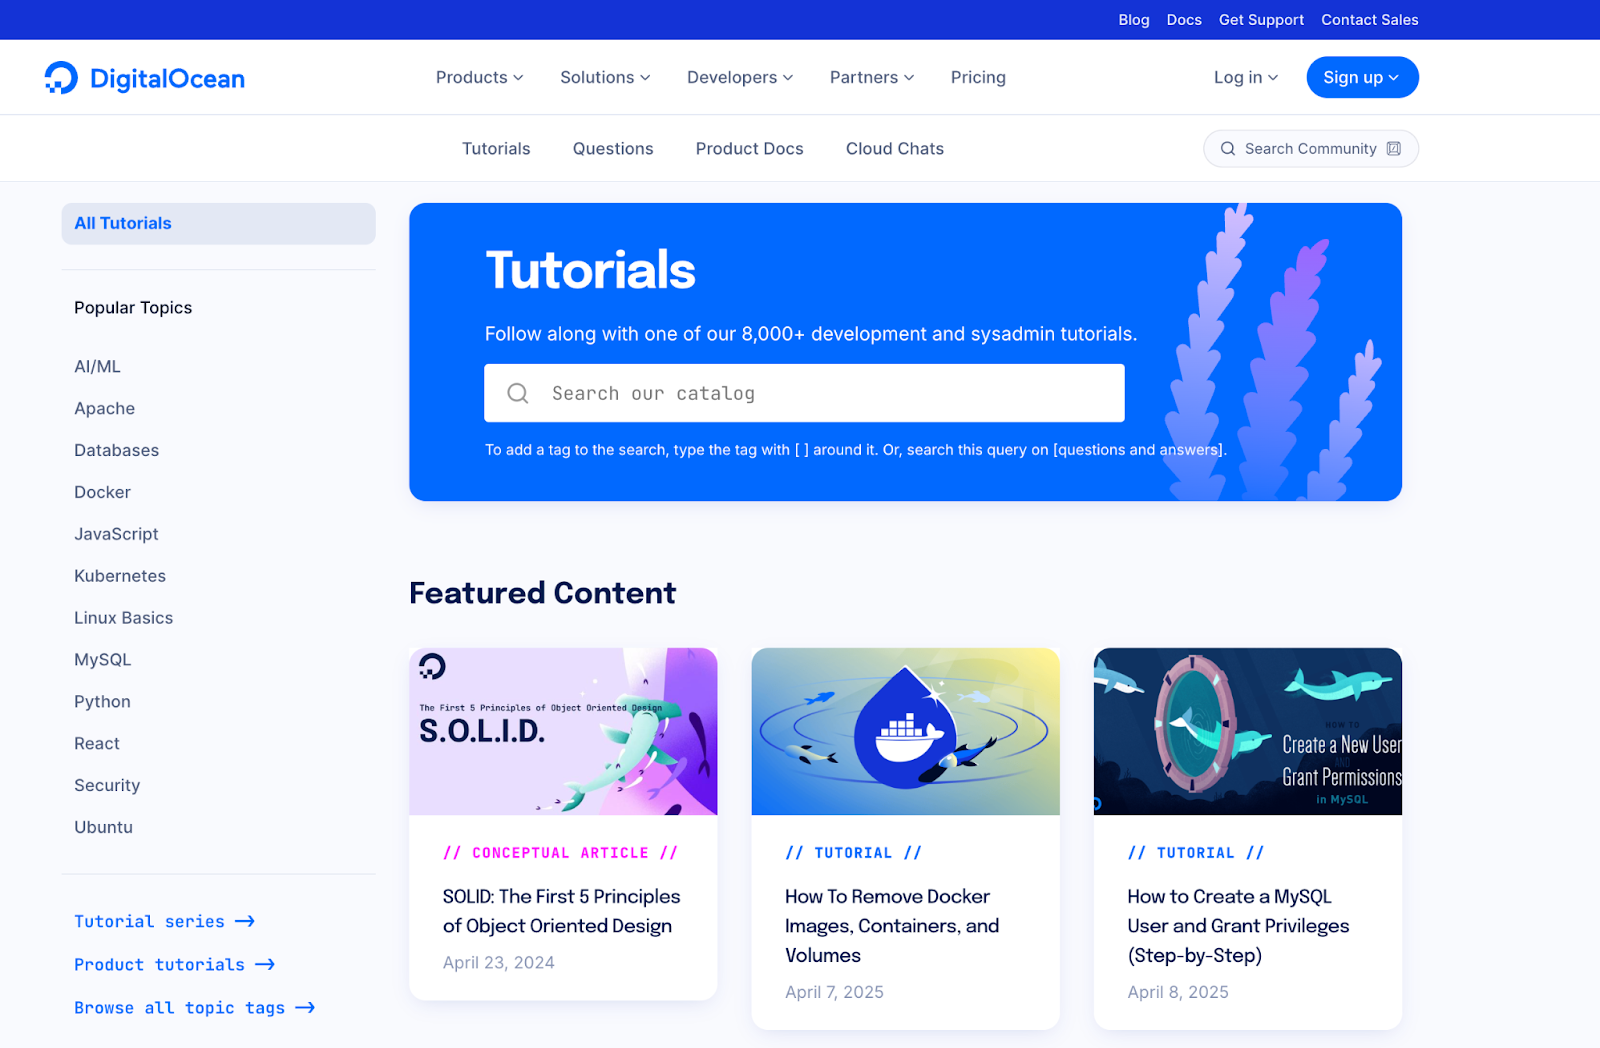 Blog Docs Get Support Contact Sales
DigitalOcean Products Solutions Developers Partners Pricing Log in Sign up
Tutorials Questions Product Docs Cloud Chats Search Community
All Tutorials
Popular Topics
AI/ML
Apache
Databases
Docker
JavaScript
Kubernetes
Linux Basics
MySQL
Python
React
Security
Ubuntu
Tutorial series →
Product tutorials →
Browse all topic tags →
Tutorials
Follow along with one of our 8,000+ development and sysadmin tutorials.
Search our catalog
To add a tag to the search, type the tag with [ ] around it. Or, search this query on [questions and answers].
Featured Content
The First 5 Principles of Object Oriented Design
S.O.L.I.D.
// CONCEPTUAL ARTICLE //
SOLID: The First 5 Principles
of Object Oriented Design
April 23, 2024
// TUTORIAL //
How To Remove Docker
Images, Containers, and
Volumes
April 7, 2025
HOW TO
Create a New User
AND
Grant Permissions
in MySQL
// TUTORIAL //
How to Create a MySQL
User and Grant Privileges
(Step-by-Step)
April 8, 2025